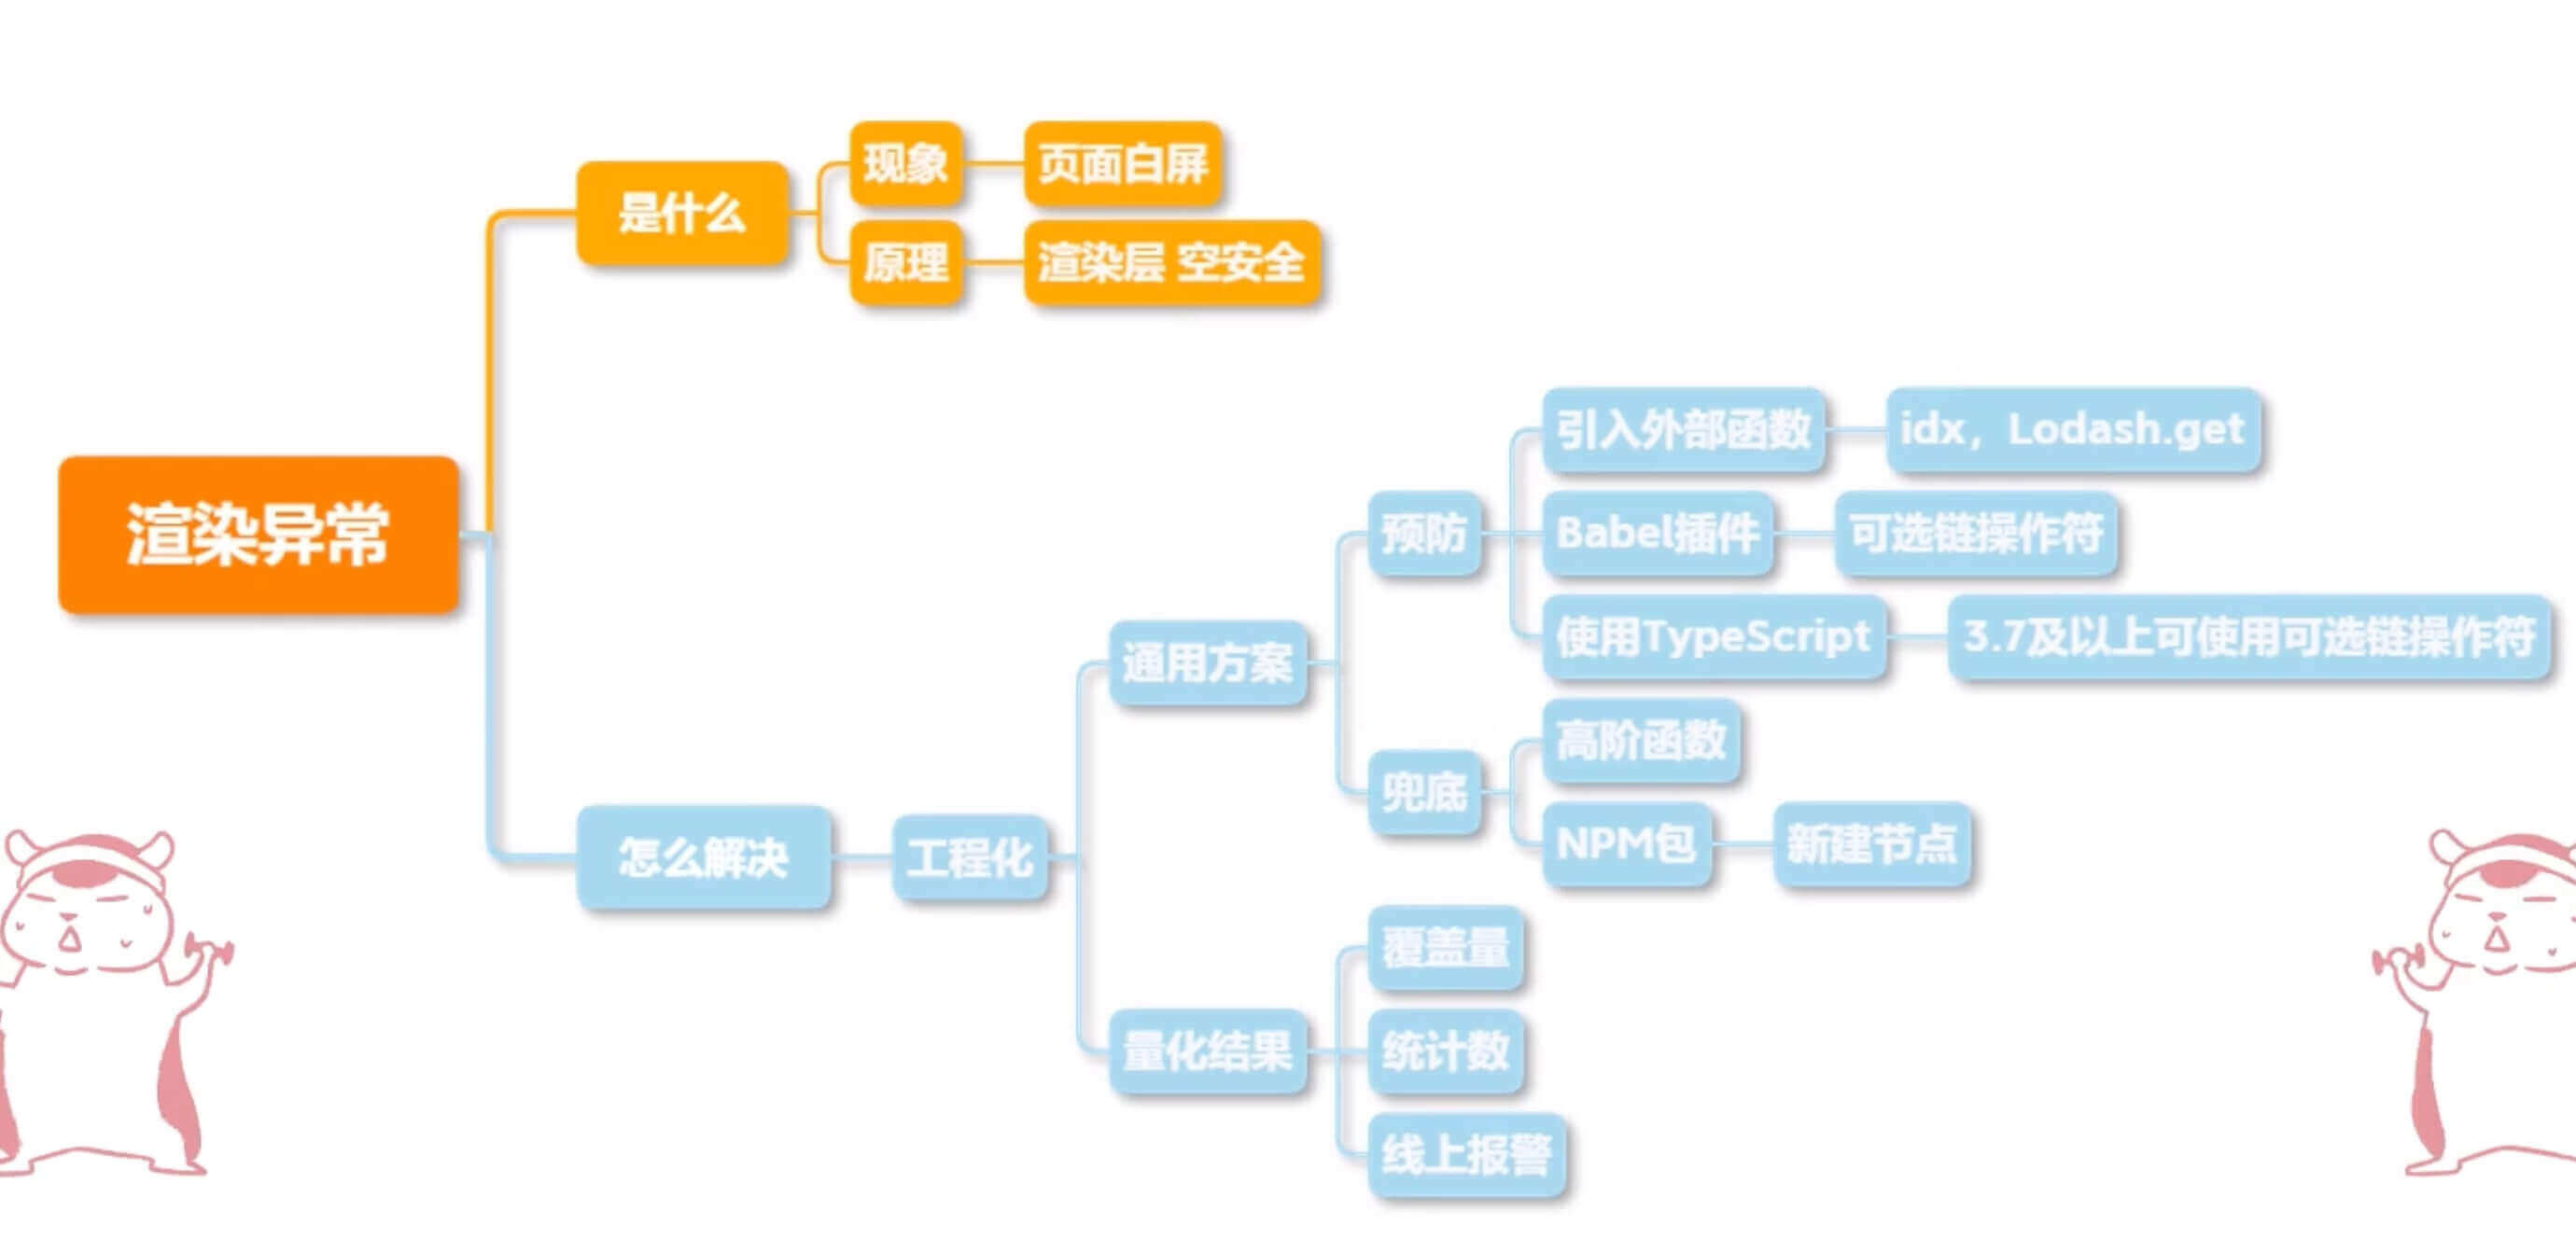 渲染异常
是什么
现象
页面白屏
原理
渲染层 空安全
怎么解决
工程化
通用方案
预防
引入外部函数
idx，Lodash.get
Babel插件
可选链操作符
使用TypeScript
3.7及以上可使用可选链操作符
兜底
高阶函数
NPM包
新建节点
量化结果
覆盖量
统计数
线上报警